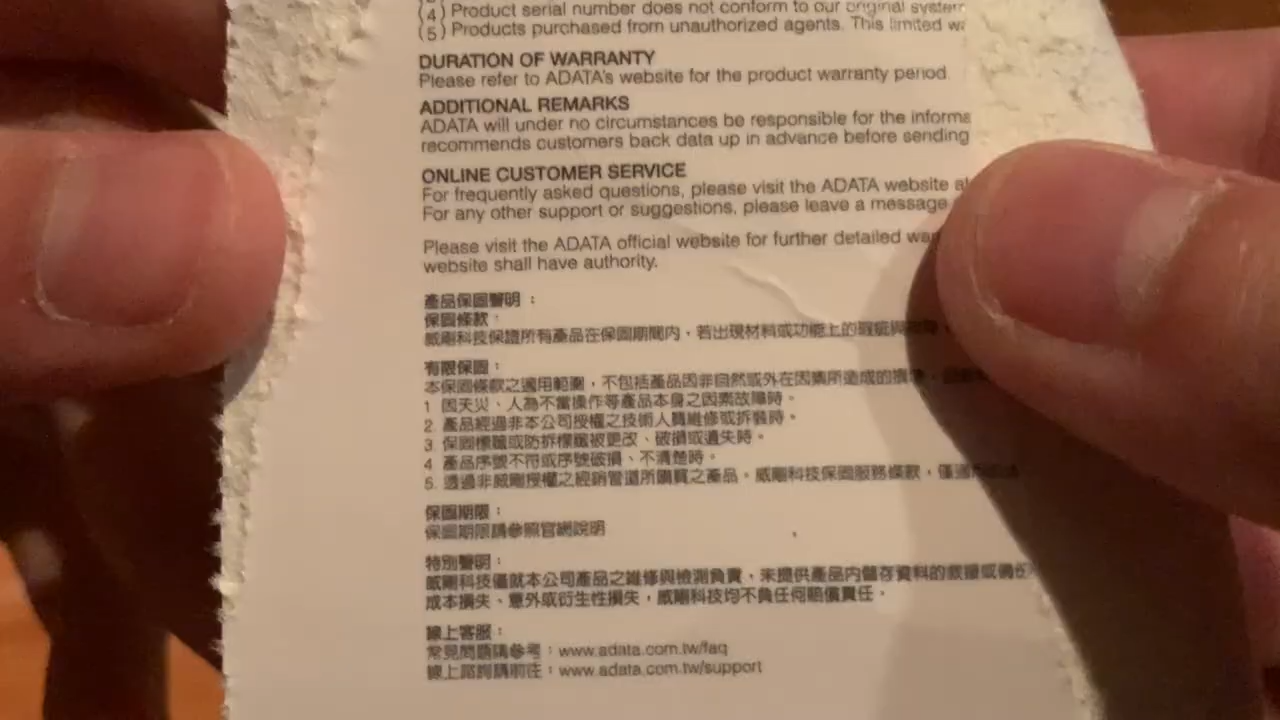 (4) Product serial number does not conform to our original system
(5) Products purchased from unauthorized agents. This limited wa
DURATION OF WARRANTY
Please refer to ADATA's website for the product warranty period.
ADDITIONAL REMARKS
ADATA will under no circumstances be responsible for the informa
recommends customers back data up in advance before sending
ONLINE CUSTOMER SERVICE
For frequently asked questions, please visit the ADATA website at
For any other support or suggestions, please leave a message
Please visit the ADATA official website for further detailed war
website shall have authority.
產品保固聲明：
保固條款：
威剛科技保證所有產品在保固期間內，若出現材料或功能上的瑕疵與
有限保固：
本保固條款之適用範圍，不包括產品因非自然或外在因素所造成的損壞，
1. 因天災、人為不當操作等產品本身之因素故障時。
2. 產品經過非本公司授權之技術人員維修或拆裝時。
3. 保固標籤或防拆標籤被更改、破損或遺失時。
4. 產品序號不符或序號破損、不清楚時。
5. 透過非威剛授權之經銷管道所購買之產品。威剛科技保固服務條款，僅適
保固期限：
保固期限請參照官網說明
特別聲明：
威剛科技僅就本公司產品之維修與檢測負責，未提供產品內儲存資料的救援或備份
成本損失、意外或衍生性損失，威剛科技均不負任何賠償責任。
線上客服：
常見問題請參考：www.adata.com.tw/faq
線上諮詢請前往：www.adata.com.tw/support